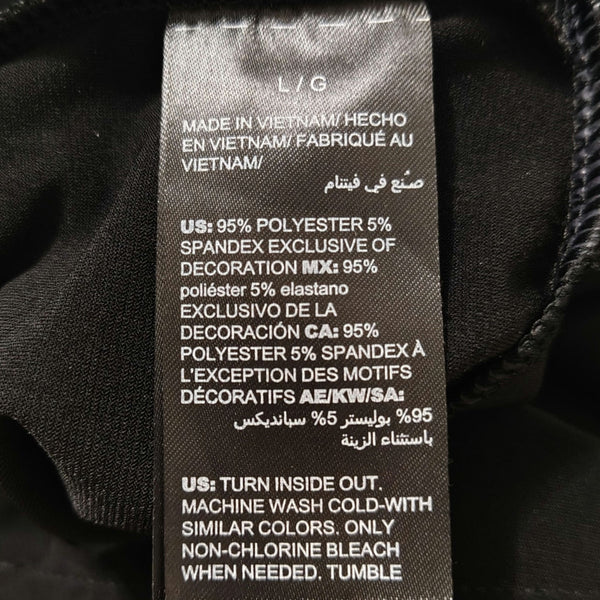 L / G
MADE IN VIETNAM/ HECHO
EN VIETNAM/ FABRIQUÉ AU
VIETNAM/
صُنع في فيتنام
US: 95% POLYESTER 5%
SPANDEX EXCLUSIVE OF
DECORATION MX: 95%
poliéster 5% elastano
EXCLUSIVO DE LA
DECORACIÓN CA: 95%
POLYESTER 5% SPANDEX À
L'EXCEPTION DES MOTIFS
DÉCORATIFS AE/KW/SA:
95% بوليستر 5% سباندیکس
باستثناء الزينة
US: TURN INSIDE OUT.
MACHINE WASH COLD-WITH
SIMILAR COLORS. ONLY
NON-CHLORINE BLEACH
WHEN NEEDED. TUMBLE